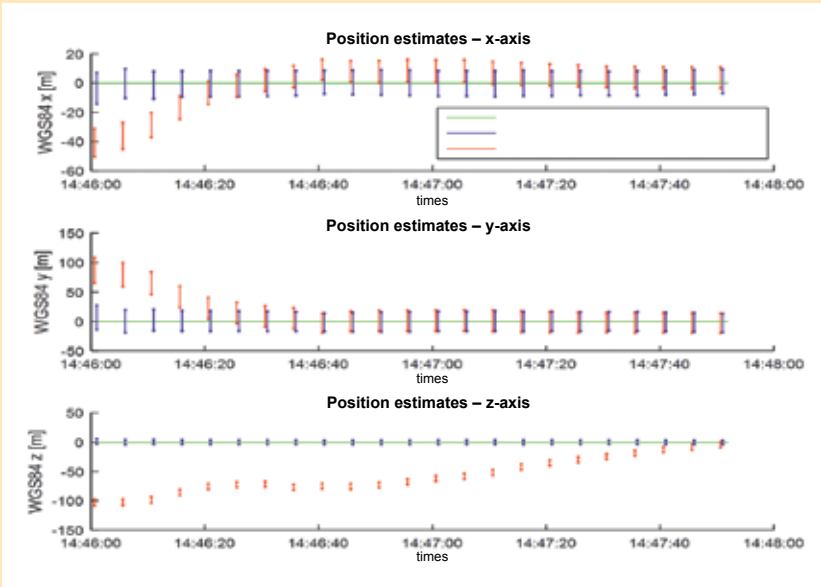 Position estimates – x-axis
WGS84 x [m]
20
0
-20
-40
-60
14:46:00 14:46:20 14:46:40 14:47:00 14:47:20 14:47:40 14:48:00
times
Position estimates – y-axis
WGS84 y [m]
150
100
50
0
-50
14:46:00 14:46:20 14:46:40 14:47:00 14:47:20 14:47:40 14:48:00
times
Position estimates – z-axis
WGS84 z [m]
50
0
-50
-100
-150
14:46:00 14:46:20 14:46:40 14:47:00 14:47:20 14:47:40 14:48:00
times